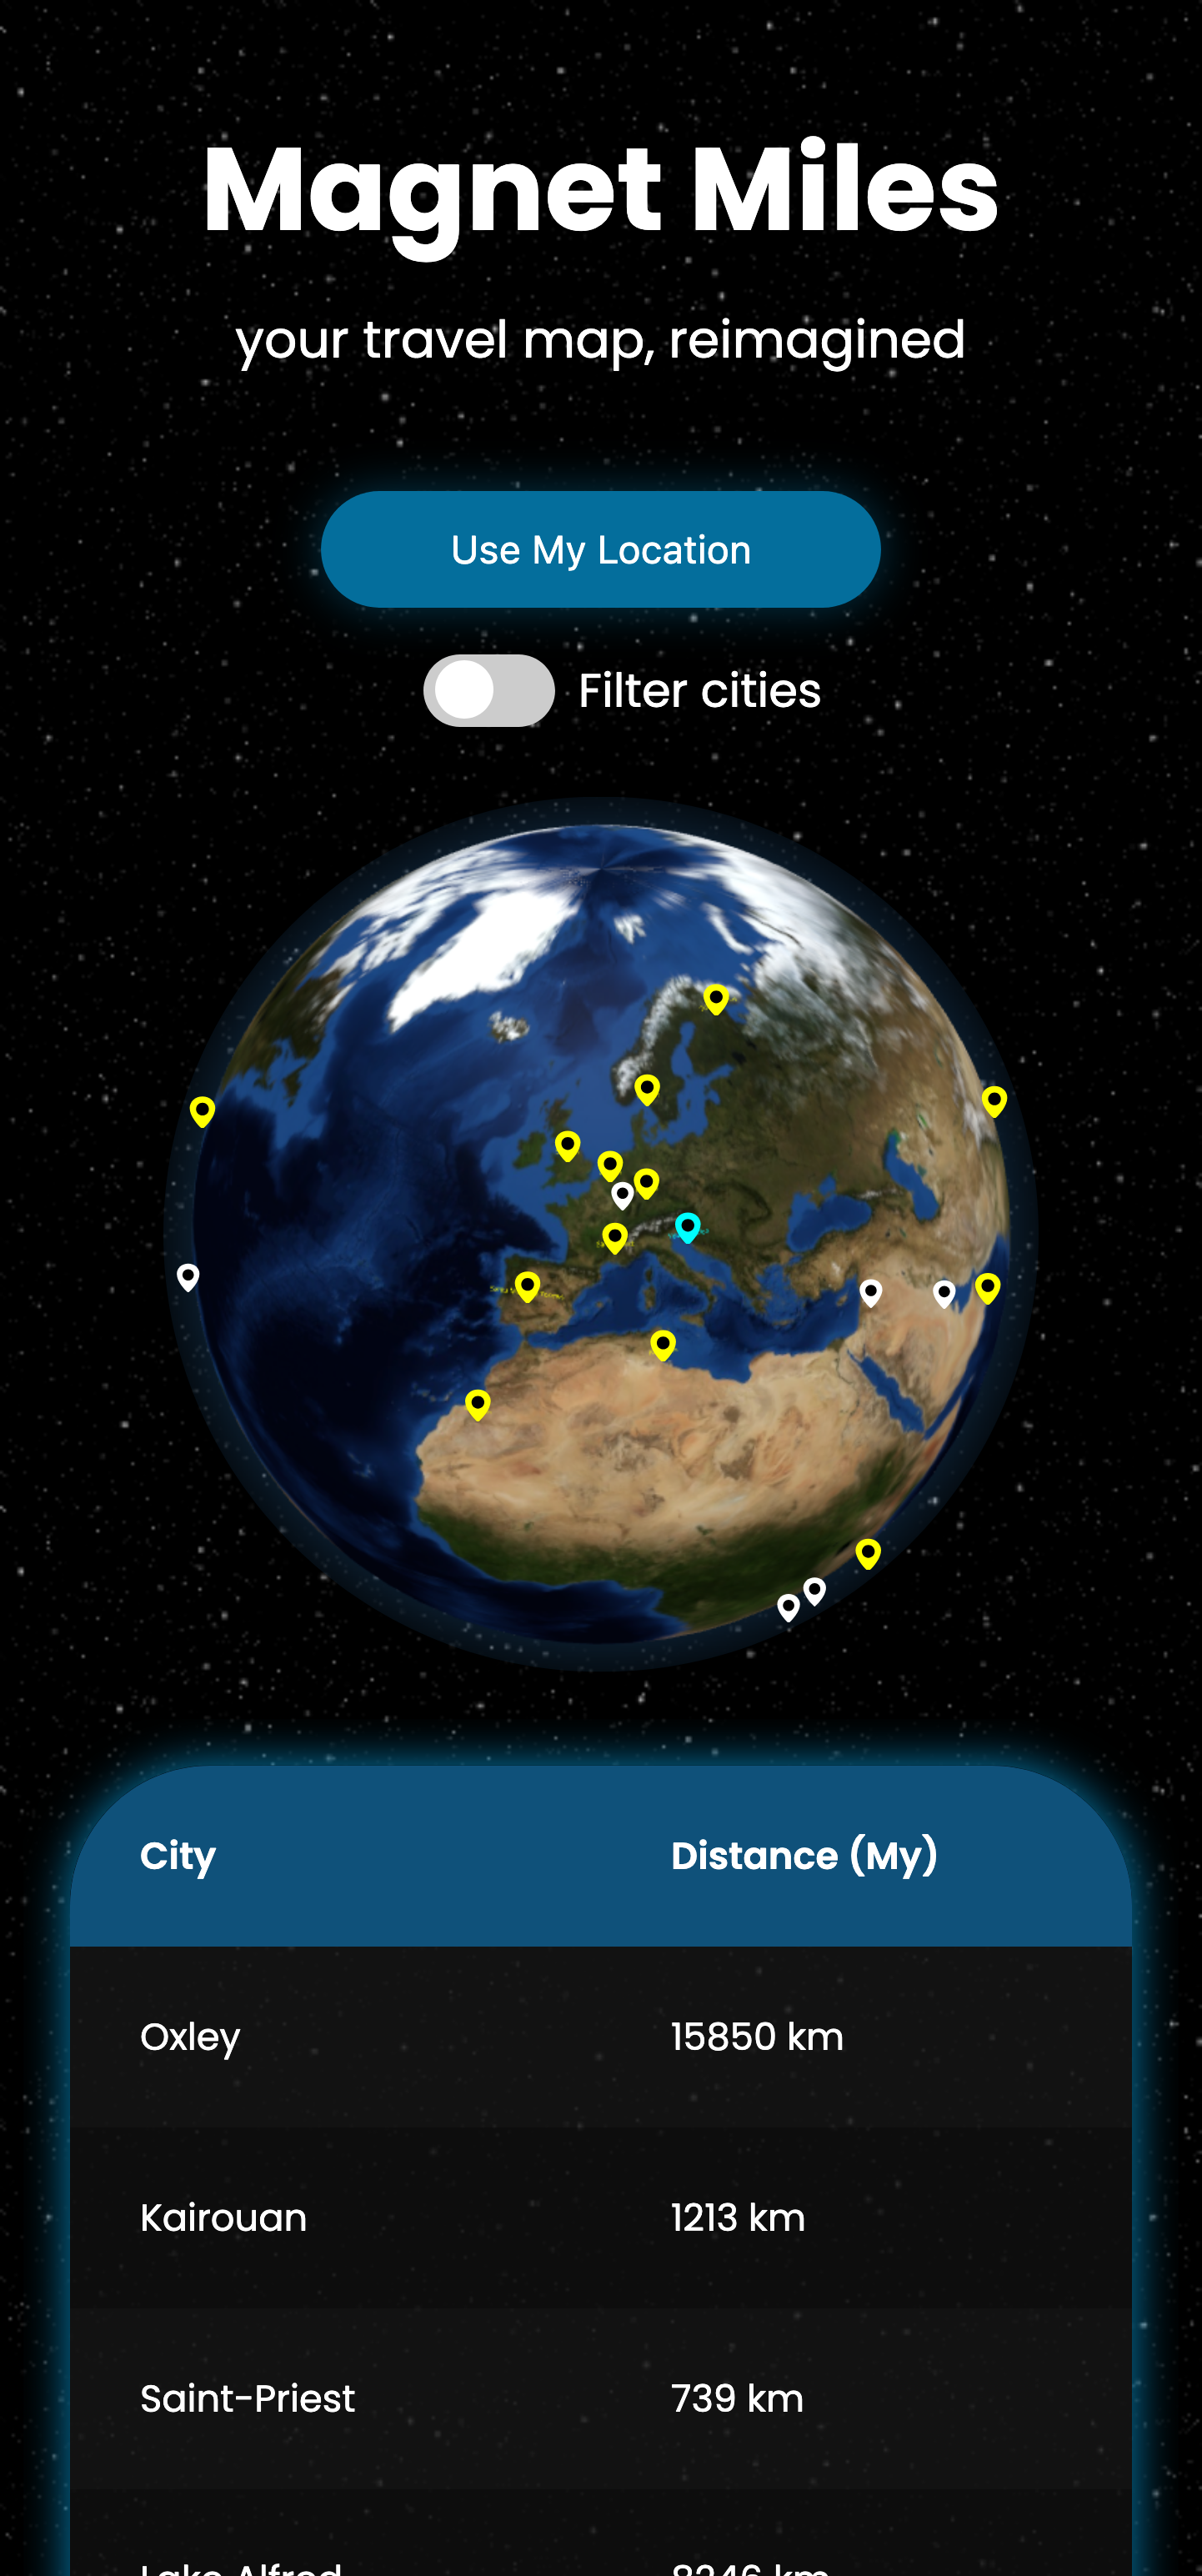 Magnet Miles
your travel map, reimagined
Use My Location
Filter cities
City
Distance (My)
Oxley
15850 km
Kairouan
1213 km
Saint-Priest
739 km
Lake Alfred
8246 km